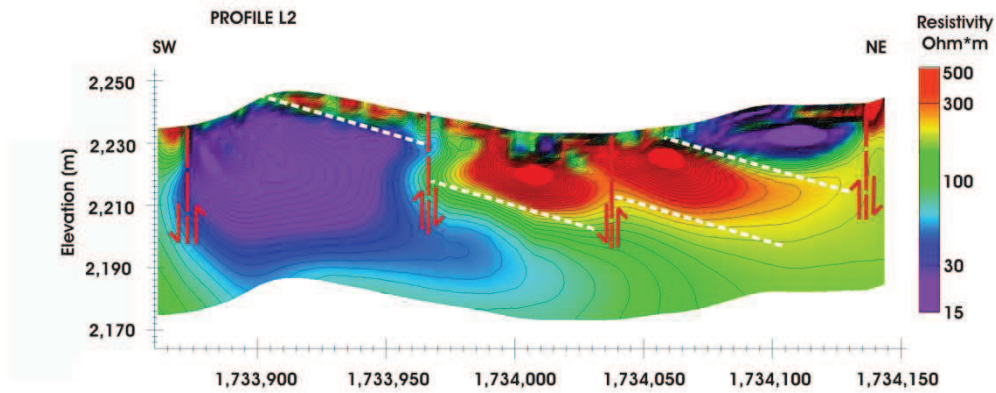 PROFILE L2
SW
NE
Resistivity
Ohm*m
500
300
100
30
15
Elevation (m)
2,250
2,230
2,210
2,190
2,170
1,733,900
1,733,950
1,734,000
1,734,050
1,734,100
1,734,150